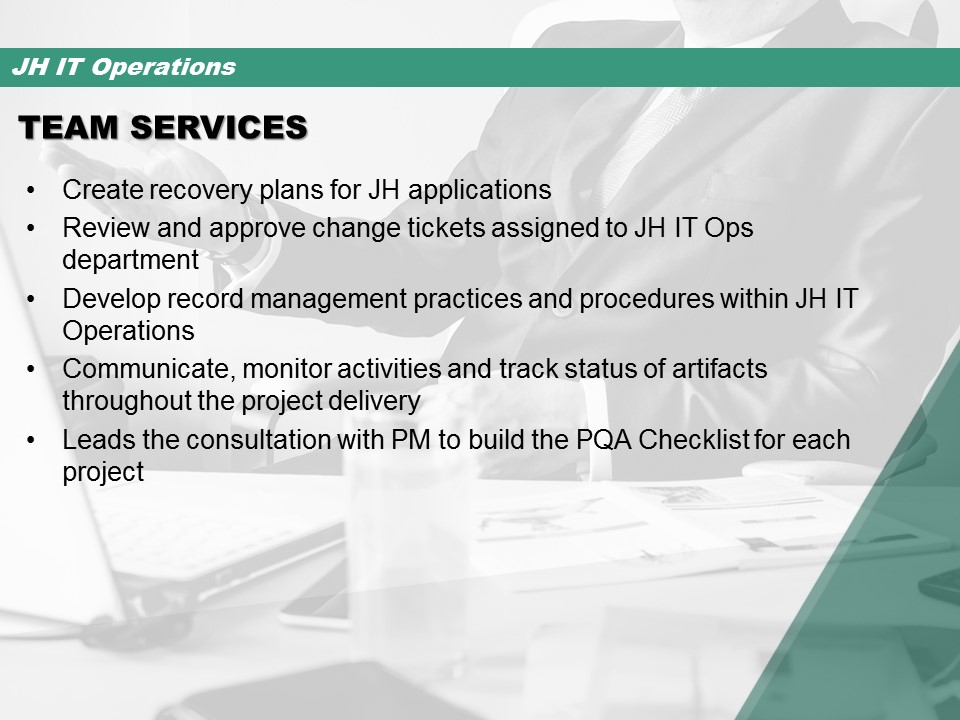 JH IT Operations
TEAM SERVICES
• Create recovery plans for JH applications
• Review and approve change tickets assigned to JH IT Ops
department
• Develop record management practices and procedures within JH IT
Operations
• Communicate, monitor activities and track status of artifacts
throughout the project delivery
• Leads the consultation with PM to build the PQA Checklist for each
project